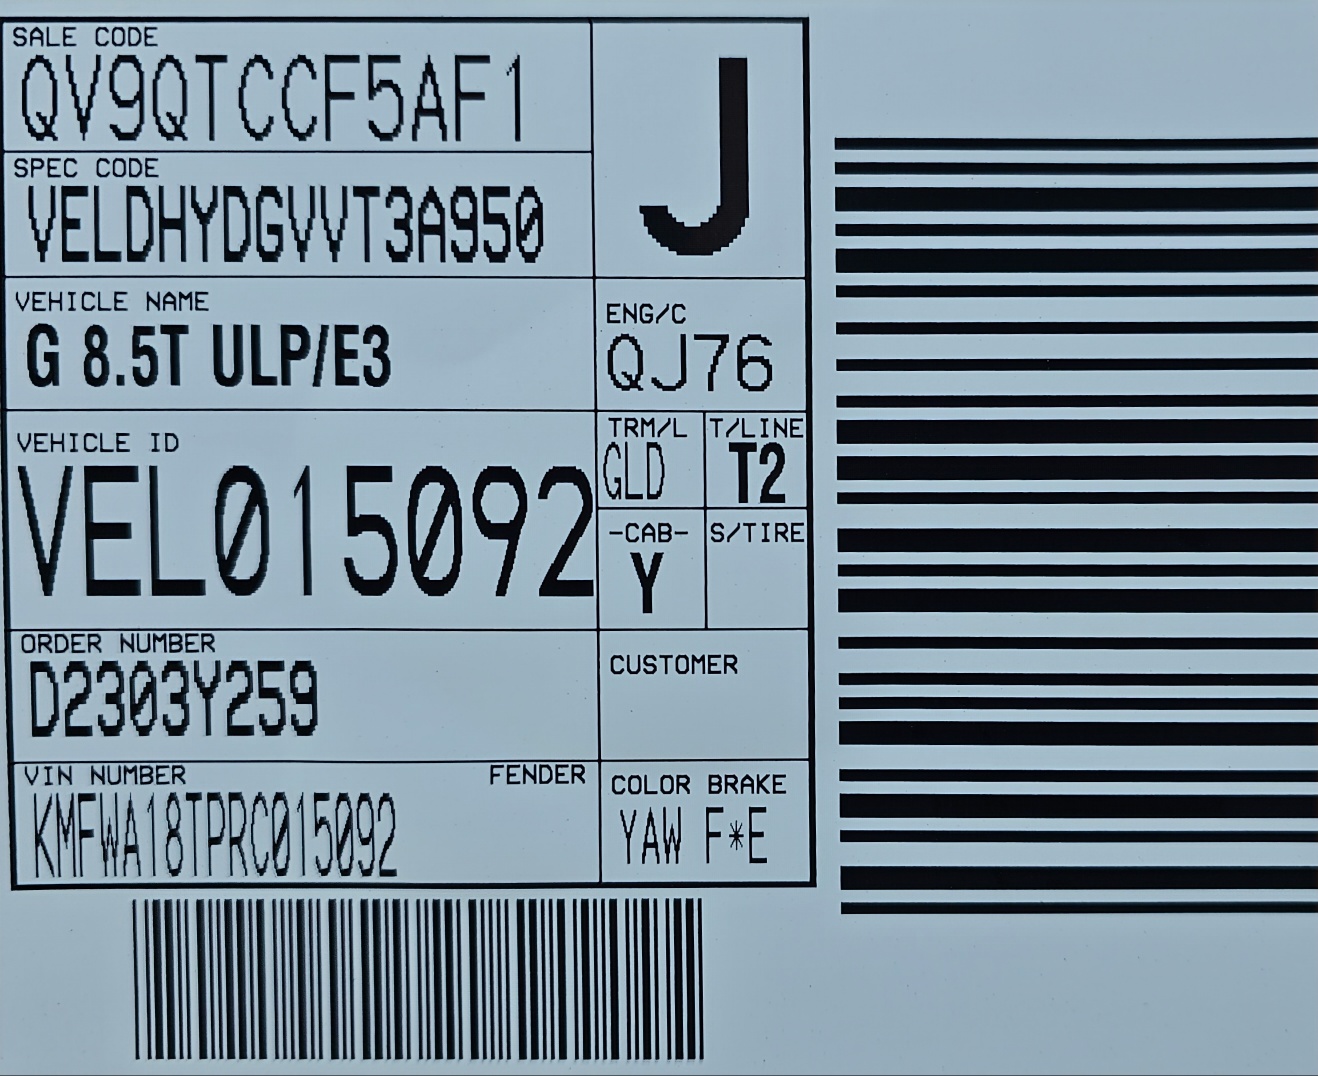 SALE CODE
QV9QTCCF5AF1
J
SPEC CODE
VELDHYDGVVT3A950
VEHICLE NAME
G 8.5T ULP/E3
ENG/C
QJ76
VEHICLE ID
VEL015092
TRM/L T/LINE
GLD T2
-CAB- S/TIRE
Y
ORDER NUMBER
D2303Y259
CUSTOMER
VIN NUMBER FENDER
KMFWA18TPRC015092
COLOR BRAKE
YAW F*E